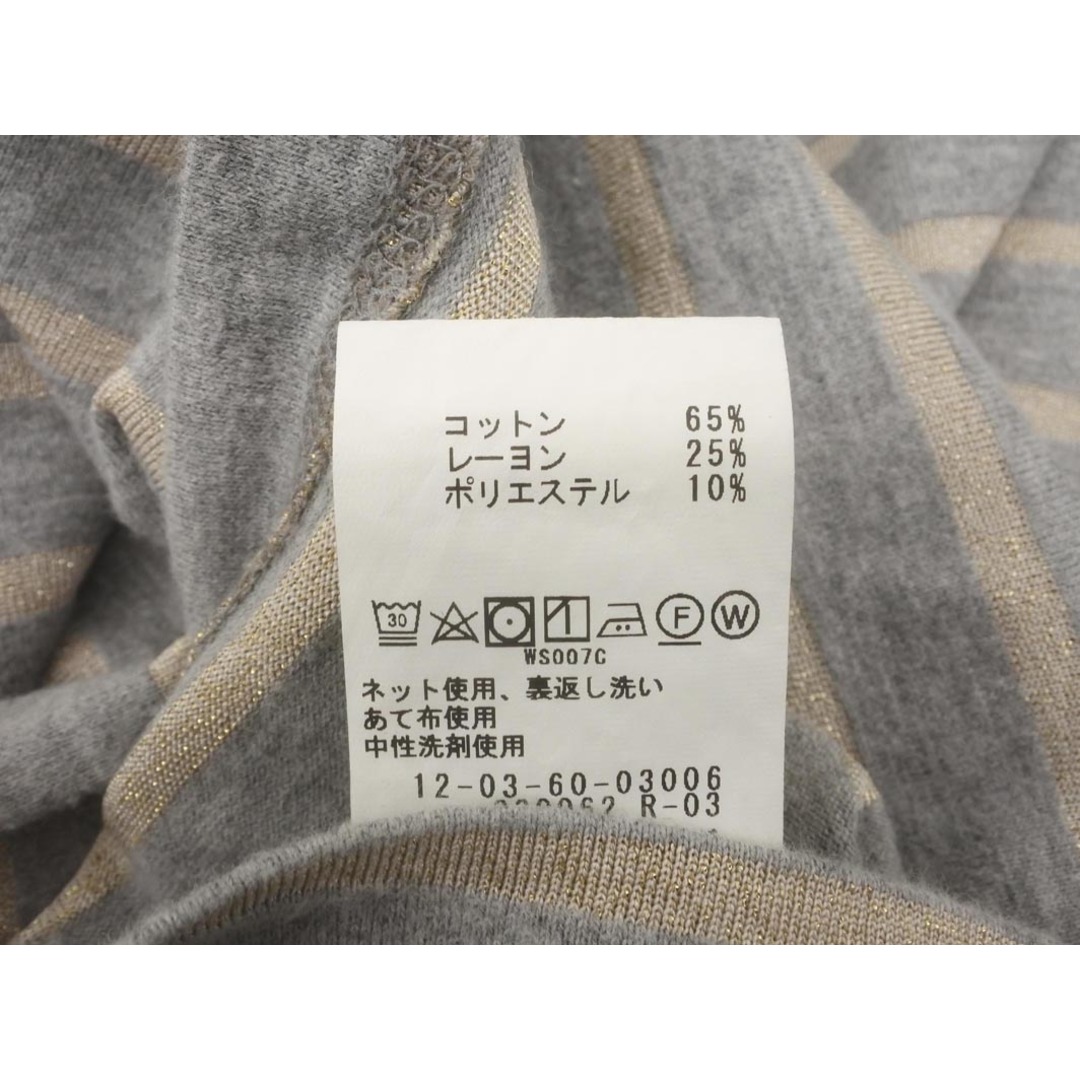 コットン 65%
レーヨン 25%
ポリエステル 10%
30 F W
WS007C
ネット使用、裏返し洗い
あて布使用
中性洗剤使用
12-03-60-03006
R-03